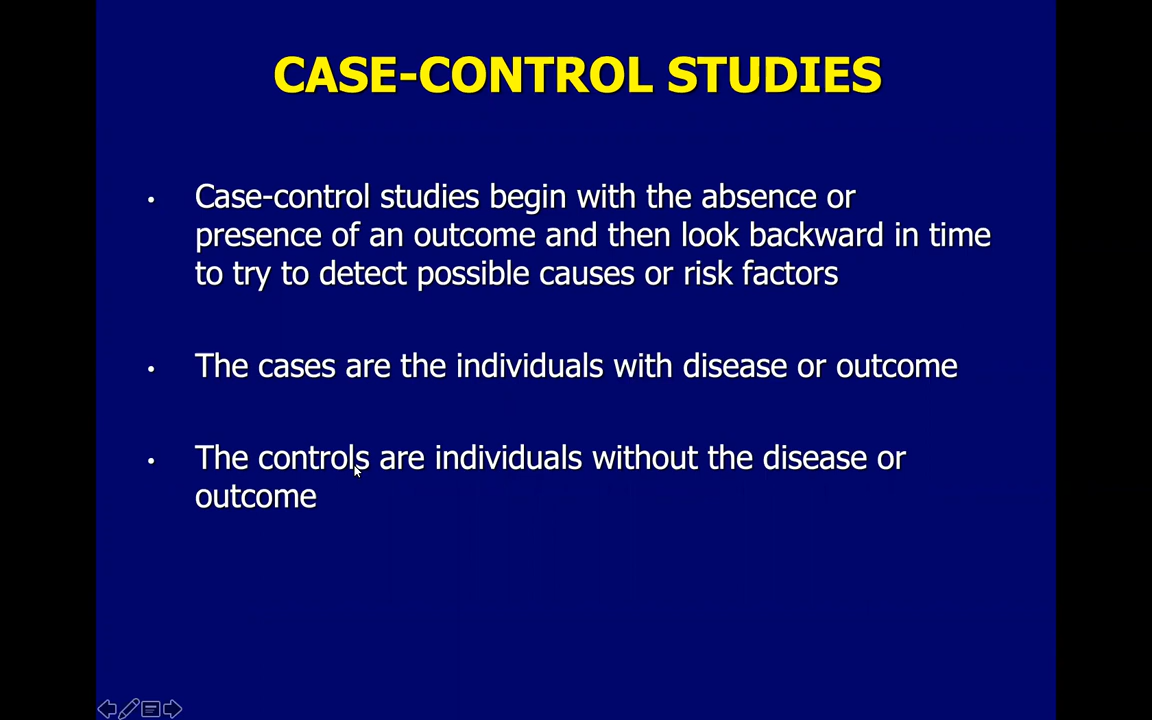 CASE-CONTROL STUDIES
• Case-control studies begin with the absence or
presence of an outcome and then look backward in time
to try to detect possible causes or risk factors
• The cases are the individuals with disease or outcome
• The controls are individuals without the disease or
outcome